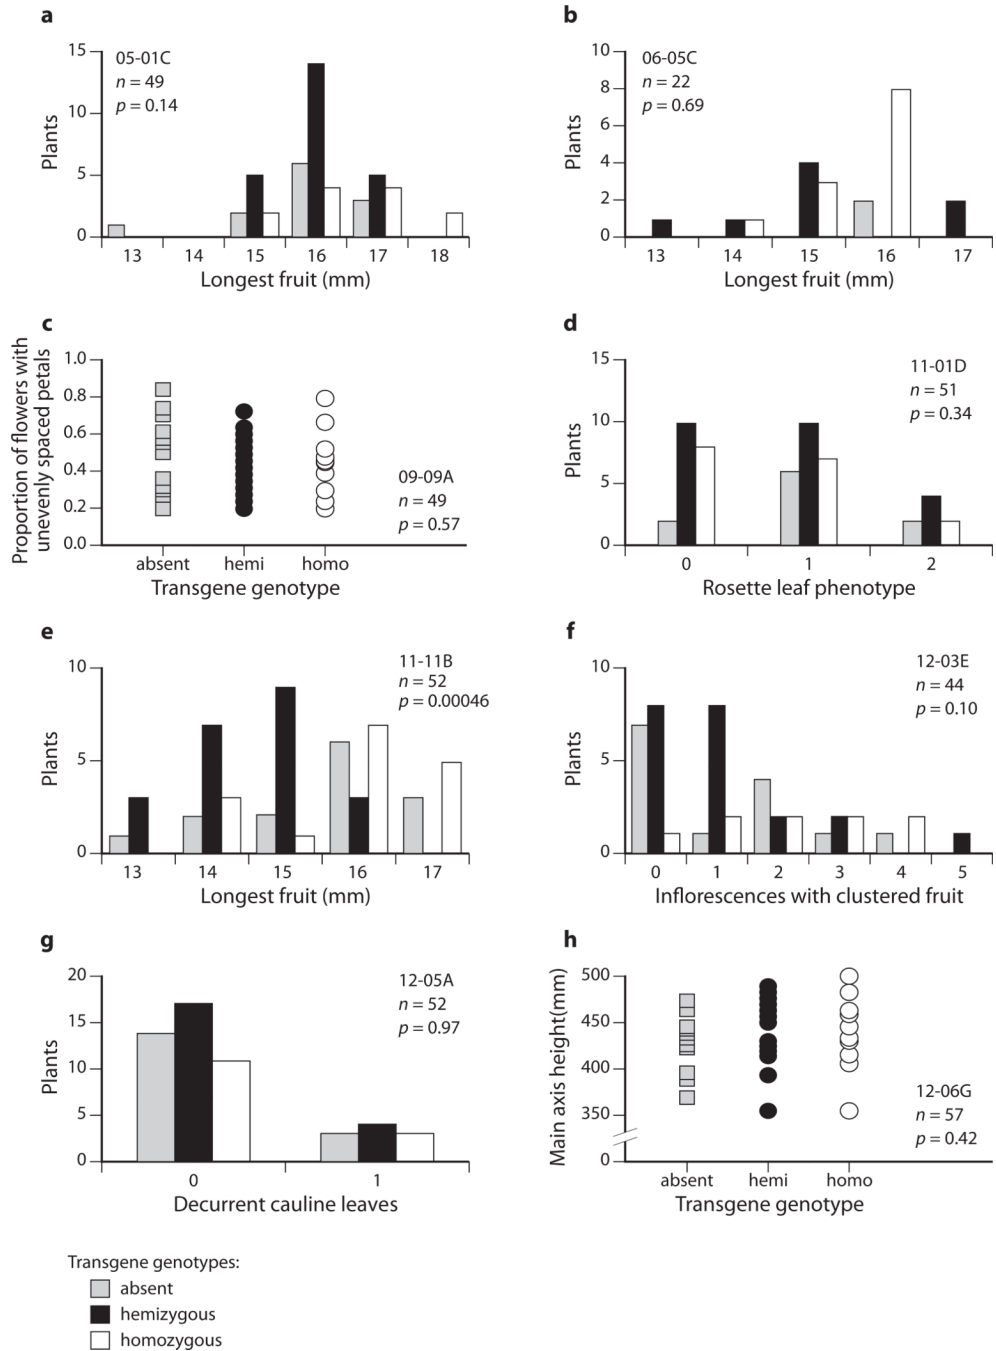 a
15
10
5
0
Plants
05-01C
n = 49
p = 0.14
13 14 15 16 17 18
Longest fruit (mm)
b
10
8
6
4
2
0
Plants
06-05C
n = 22
p = 0.69
13 14 15 16 17
Longest fruit (mm)
c
1.0
0.8
0.6
0.4
0.2
0.0
Proportion of flowers with
unevenly spaced petals
09-09A
n = 49
p = 0.57
absent hemi homo
Transgene genotype
d
15
10
5
0
Plants
11-01D
n = 51
p = 0.34
0 1 2
Rosette leaf phenotype
e
10
5
0
Plants
11-11B
n = 52
p = 0.00046
13 14 15 16 17
Longest fruit (mm)
f
10
5
0
Plants
12-03E
n = 44
p = 0.10
0 1 2 3 4 5
Inflorescences with clustered fruit
g
20
15
10
5
0
Plants
12-05A
n = 52
p = 0.97
0 1
Decurrent cauline leaves
h
500
450
400
350
0
Main axis height(mm)
12-06G
n = 57
p = 0.42
absent hemi homo
Transgene genotype
Transgene genotypes:
absent
hemizygous
homozygous